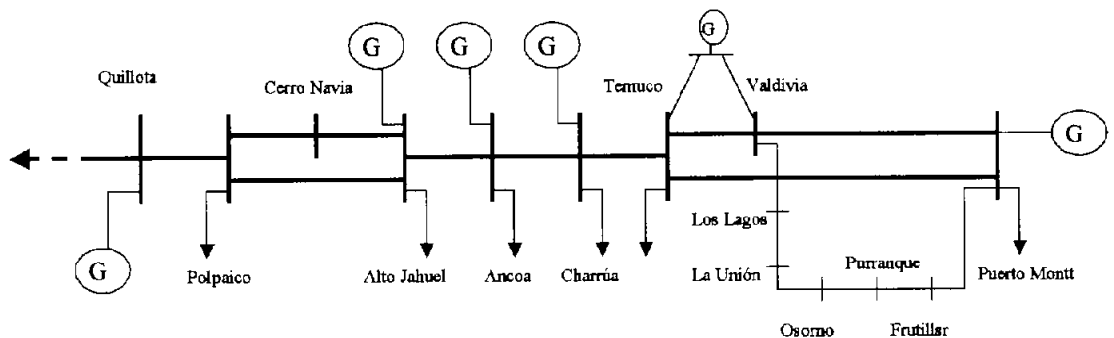 G
G G G
Quillota Cerro Navia Temuco Valdivia
G
G
Polpaico Alto Jahuel Ancoa Charrúa
Los Lagos
La Unión
Purranque
Puerto Montt
Osorno Frutillar